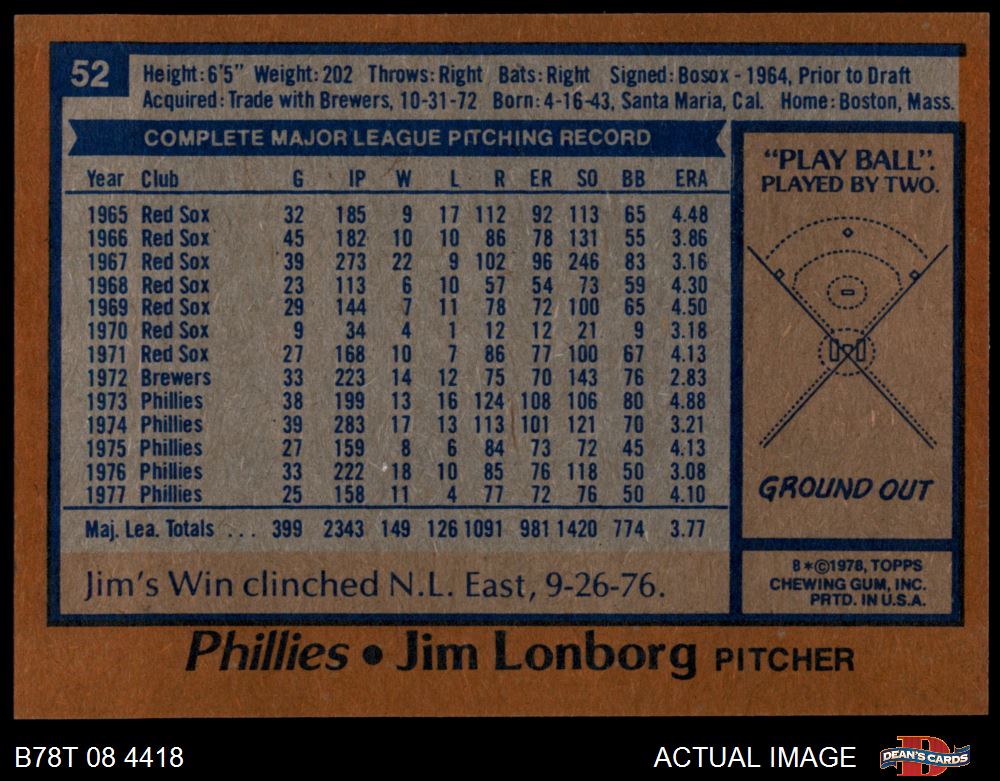 52
Height: 6'5" Weight: 202 Throws: Right Bats: Right Signed: Bosox - 1964, Prior to Draft
Acquired: Trade with Brewers, 10-31-72 Born: 4-16-43, Santa Maria, Cal. Home: Boston, Mass.
COMPLETE MAJOR LEAGUE PITCHING RECORD
Year Club G IP W L R ER SO BB ERA
1965 Red Sox 32 185 9 17 112 92 113 65 4.48
1966 Red Sox 45 182 10 10 86 78 131 55 3.86
1967 Red Sox 39 273 22 9 102 96 246 83 3.16
1968 Red Sox 23 113 6 10 57 54 73 59 4.30
1969 Red Sox 29 144 7 11 78 72 100 65 4.50
1970 Red Sox 9 34 4 1 12 12 21 9 3.18
1971 Red Sox 27 168 10 7 86 77 100 67 4.13
1972 Brewers 33 223 14 12 75 70 143 76 2.83
1973 Phillies 38 199 13 16 124 108 106 80 4.88
1974 Phillies 39 283 17 13 113 101 121 70 3.21
1975 Phillies 27 159 8 6 84 73 72 45 4.13
1976 Phillies 33 222 18 10 85 76 118 50 3.08
1977 Phillies 25 158 11 4 77 72 76 50 4.10
Maj. Lea. Totals ... 399 2343 149 126 1091 981 1420 774 3.77
Jim's Win clinched N.L. East, 9-26-76.
"PLAY BALL".
PLAYED BY TWO.
GROUND OUT
B*©1978, TOPPS
CHEWING GUM, INC.
PRTD. IN U.S.A.
Phillies • Jim Lonborg PITCHER
B78T 08 4418
ACTUAL IMAGE
DEAN'S CARDS